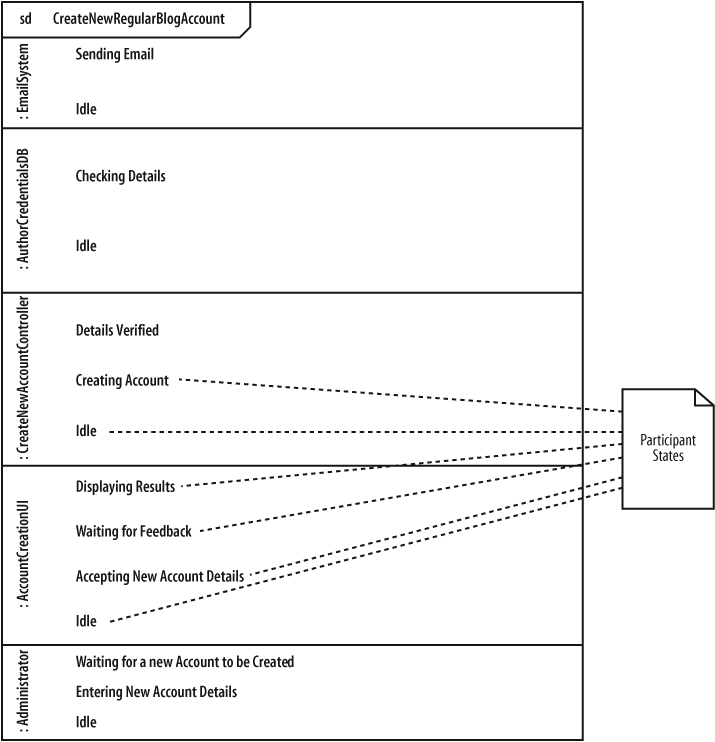 sd CreateNewRegularBlogAccount
: EmailSystem
Sending Email
Idle
: AuthorCredentialsDB
Checking Details
Idle
: CreateNewAccountController
Details Verified
Creating Account
Idle
: AccountCreationUI
Displaying Results
Waiting for Feedback
Accepting New Account Details
Idle
: Administrator
Waiting for a new Account to be Created
Entering New Account Details
Idle
Participant
States